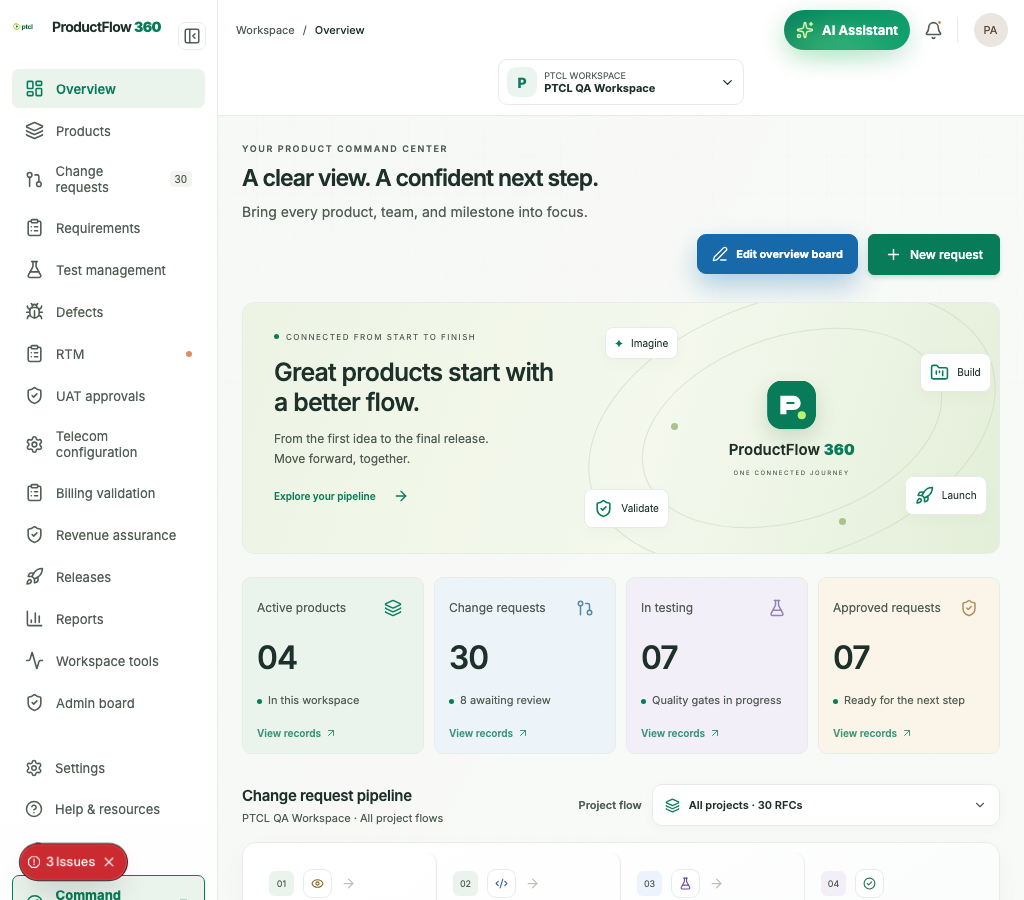 ptcl
ProductFlow 360
Overview
Products
Change
requests
30
Requirements
Test management
Defects
RTM
UAT approvals
Telecom
configuration
Billing validation
Revenue assurance
Releases
Reports
Workspace tools
Admin board
Settings
Help & resources
3 Issues
Command
Workspace / Overview
AI Assistant
PA
P
PTCL WORKSPACE
PTCL QA Workspace
YOUR PRODUCT COMMAND CENTER
A clear view. A confident next step.
Bring every product, team, and milestone into focus.
Edit overview board
New request
CONNECTED FROM START TO FINISH
Great products start with
a better flow.
From the first idea to the final release.
Move forward, together.
Explore your pipeline
Imagine
Build
P
ProductFlow 360
ONE CONNECTED JOURNEY
Validate
Launch
Active products
04
In this workspace
View records
Change requests
30
8 awaiting review
View records
In testing
07
Quality gates in progress
View records
Approved requests
07
Ready for the next step
View records
Change request pipeline
PTCL QA Workspace · All project flows
Project flow
All projects · 30 RFCs
01
02
03
04